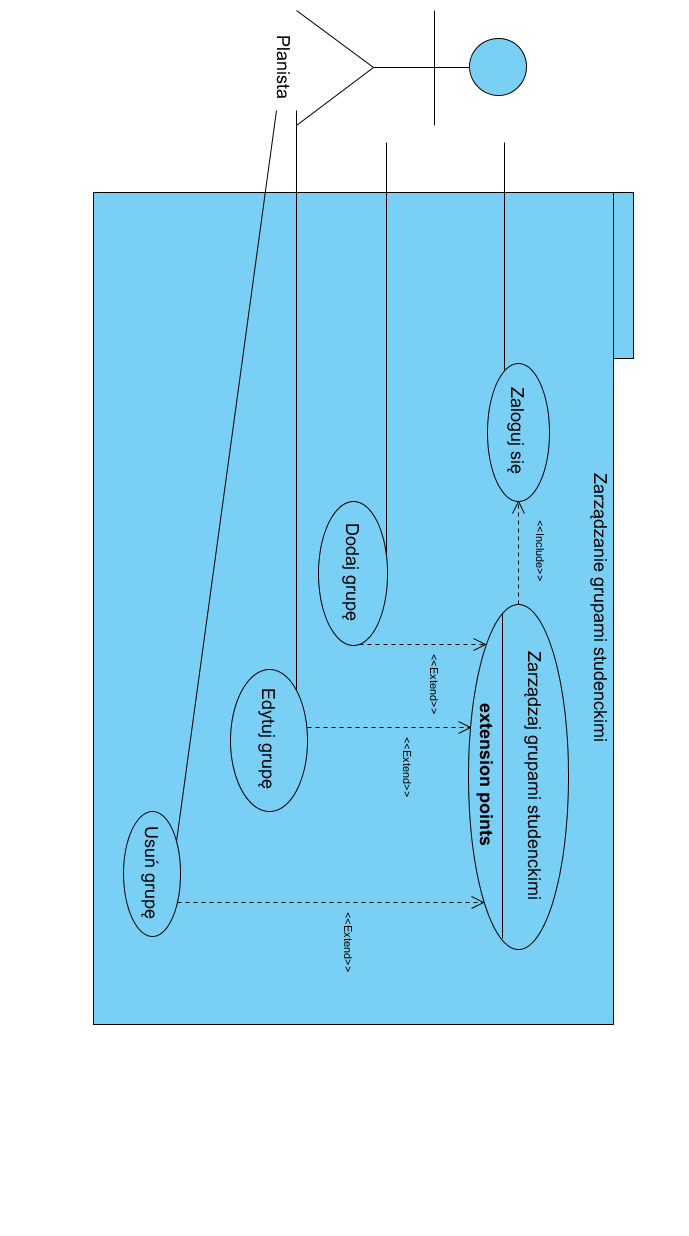 Zarządzanie grupami studenckimi
Zaloguj się
<<Include>>
Zarządzaj grupami studenckimi
extension points
<<Extend>>
Dodaj grupę
<<Extend>>
Planista
Edytuj grupę
<<Extend>>
Usuń grupę